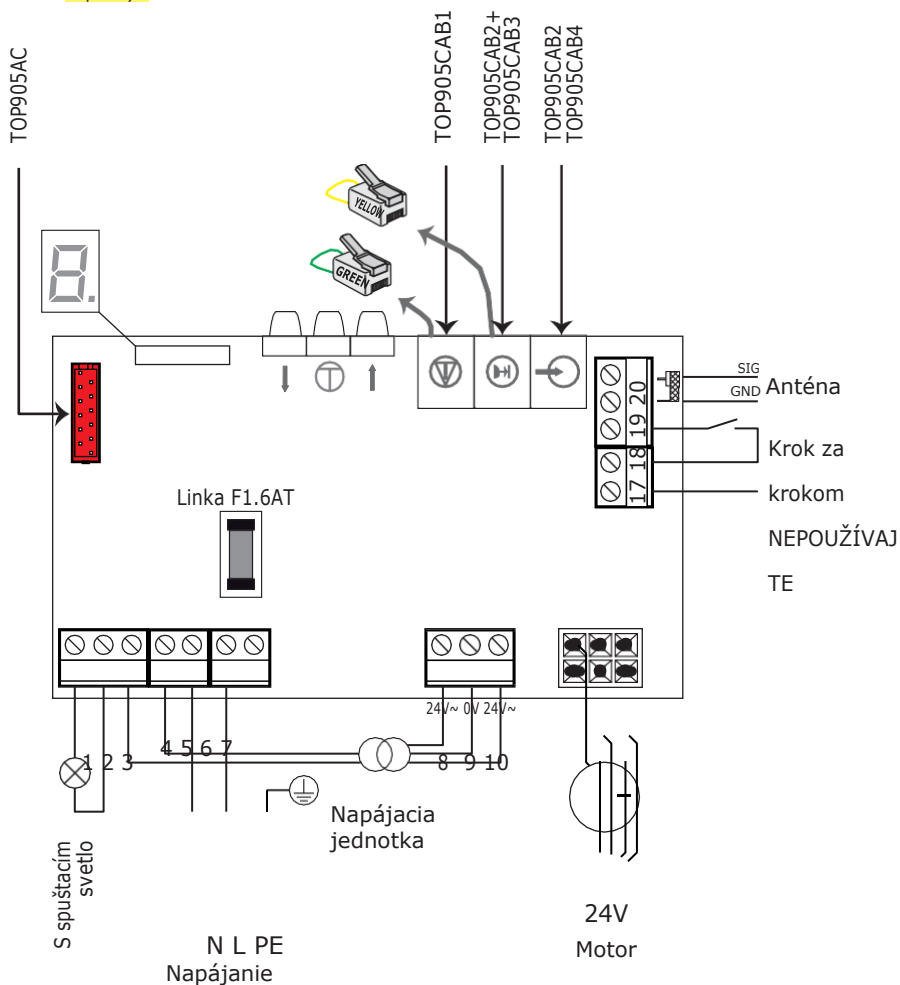 TOP905AC
TOP905CAB1
TOP905CAB2+
TOP905CAB3
TOP905CAB2
TOP905CAB4
YELLOW
GREEN
8.
SIG
GND
Anténa
20
19
18
17
Krok za
krokom
NEPOUŽÍVAJ
TE
Linka F1.6AT
24V~ 0V 24V~
1 2 3 4 5 6 7
8 9 10
Napájacia
jednotka
S spuštacím
svetlo
N L PE
Napájanie
24V
Motor